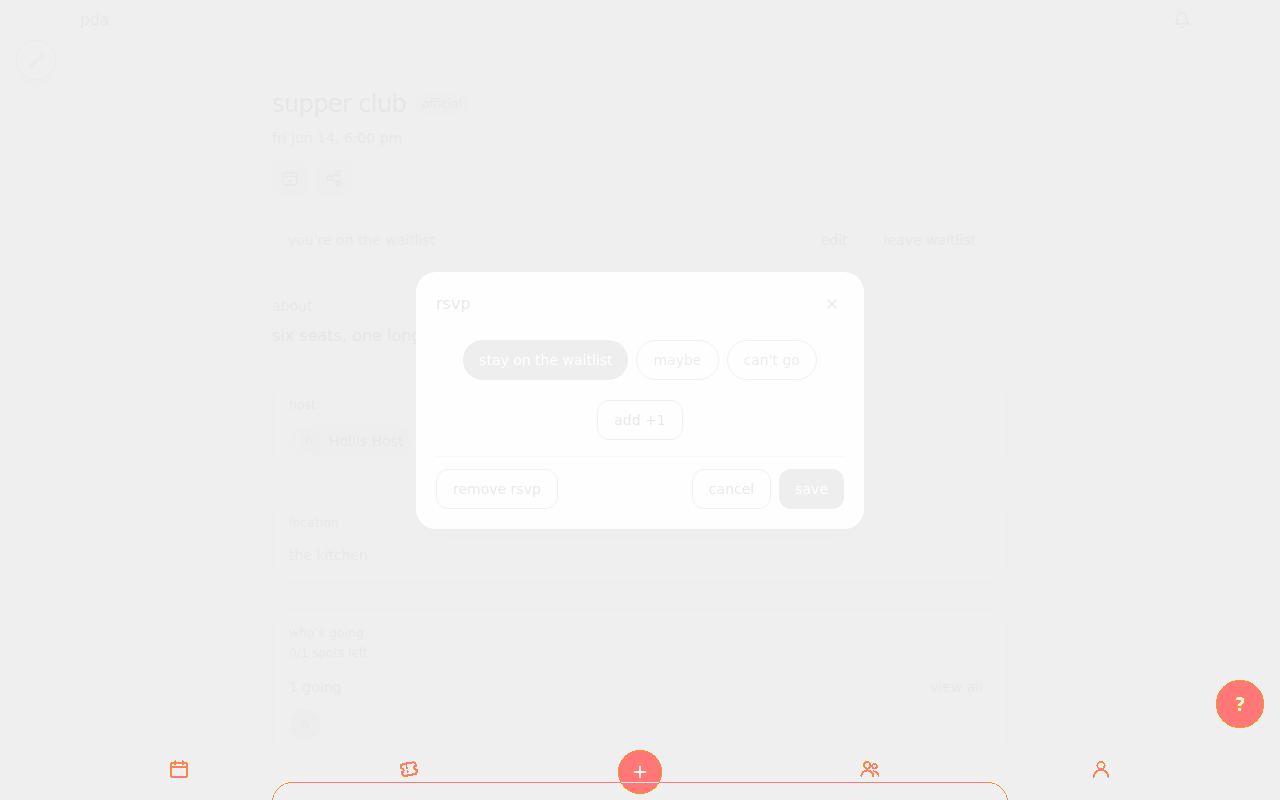 pda
supper club official
fri jun 14, 6:00 pm
you're on the waitlist edit leave waitlist
about
six seats, one long
rsvp ×
stay on the waitlist maybe can't go
add +1
remove rsvp cancel save
host
Hollis Host
location
the kitchen
who's going
0/1 spots left
1 going view all
?
+